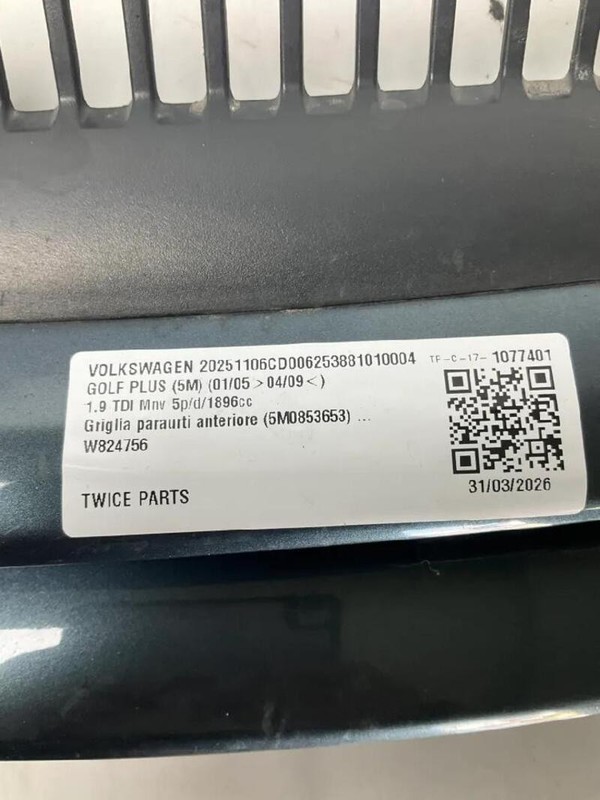 VOLKSWAGEN 20251106CD006253881010004 TP-C-17-1077401
GOLF PLUS (5M) (01/05>04/09<)
1.9 TDI Mnv 5p/d/1896cc
Griglia paraurti anteriore (5M0853653) ...
W824756
31/03/2026
TWICE PARTS